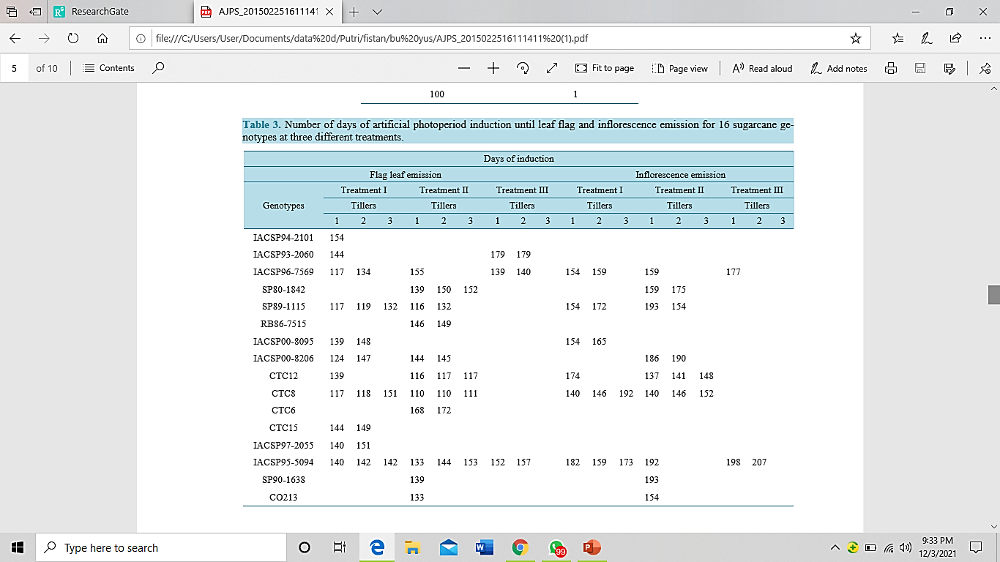 ResearchGate
AJPS_201502251611141
file:///C:/Users/User/Documents/data%20d/Putri/fistan/bu%20yus/AJPS_2015022516111411%20(1).pdf
5 of 10 Contents Fit to page Page view Read aloud Add notes
100 1
Table 3. Number of days of artificial photoperiod induction until leaf flag and inflorescence emission for 16 sugarcane ge-
notypes at three different treatments.
Days of induction
Flag leaf emission Inflorescence emission
Treatment I Treatment II Treatment III Treatment I Treatment II Treatment III
Genotypes Tillers Tillers Tillers Tillers Tillers Tillers
1 2 3 1 2 3 1 2 3 1 2 3 1 2 3 1 2 3
IACSP94-2101 154
IACSP93-2060 144 179 179
IACSP96-7569 117 134 155 139 140 154 159 159 177
SP80-1842 139 150 152 159 175
SP89-1115 117 119 132 116 132 154 172 193 154
RB86-7515 146 149
IACSP00-8095 139 148 154 165
IACSP00-8206 124 147 144 145 186 190
CTC12 139 116 117 117 174 137 141 148
CTC8 117 118 151 110 110 111 140 146 192 140 146 152
CTC6 168 172
CTC15 144 149
IACSP97-2055 140 151
IACSP95-5094 140 142 142 133 144 153 152 157 182 159 173 192 198 207
SP90-1638 139 193
CO213 133 154
Type here to search
99
9:33 PM
12/3/2021